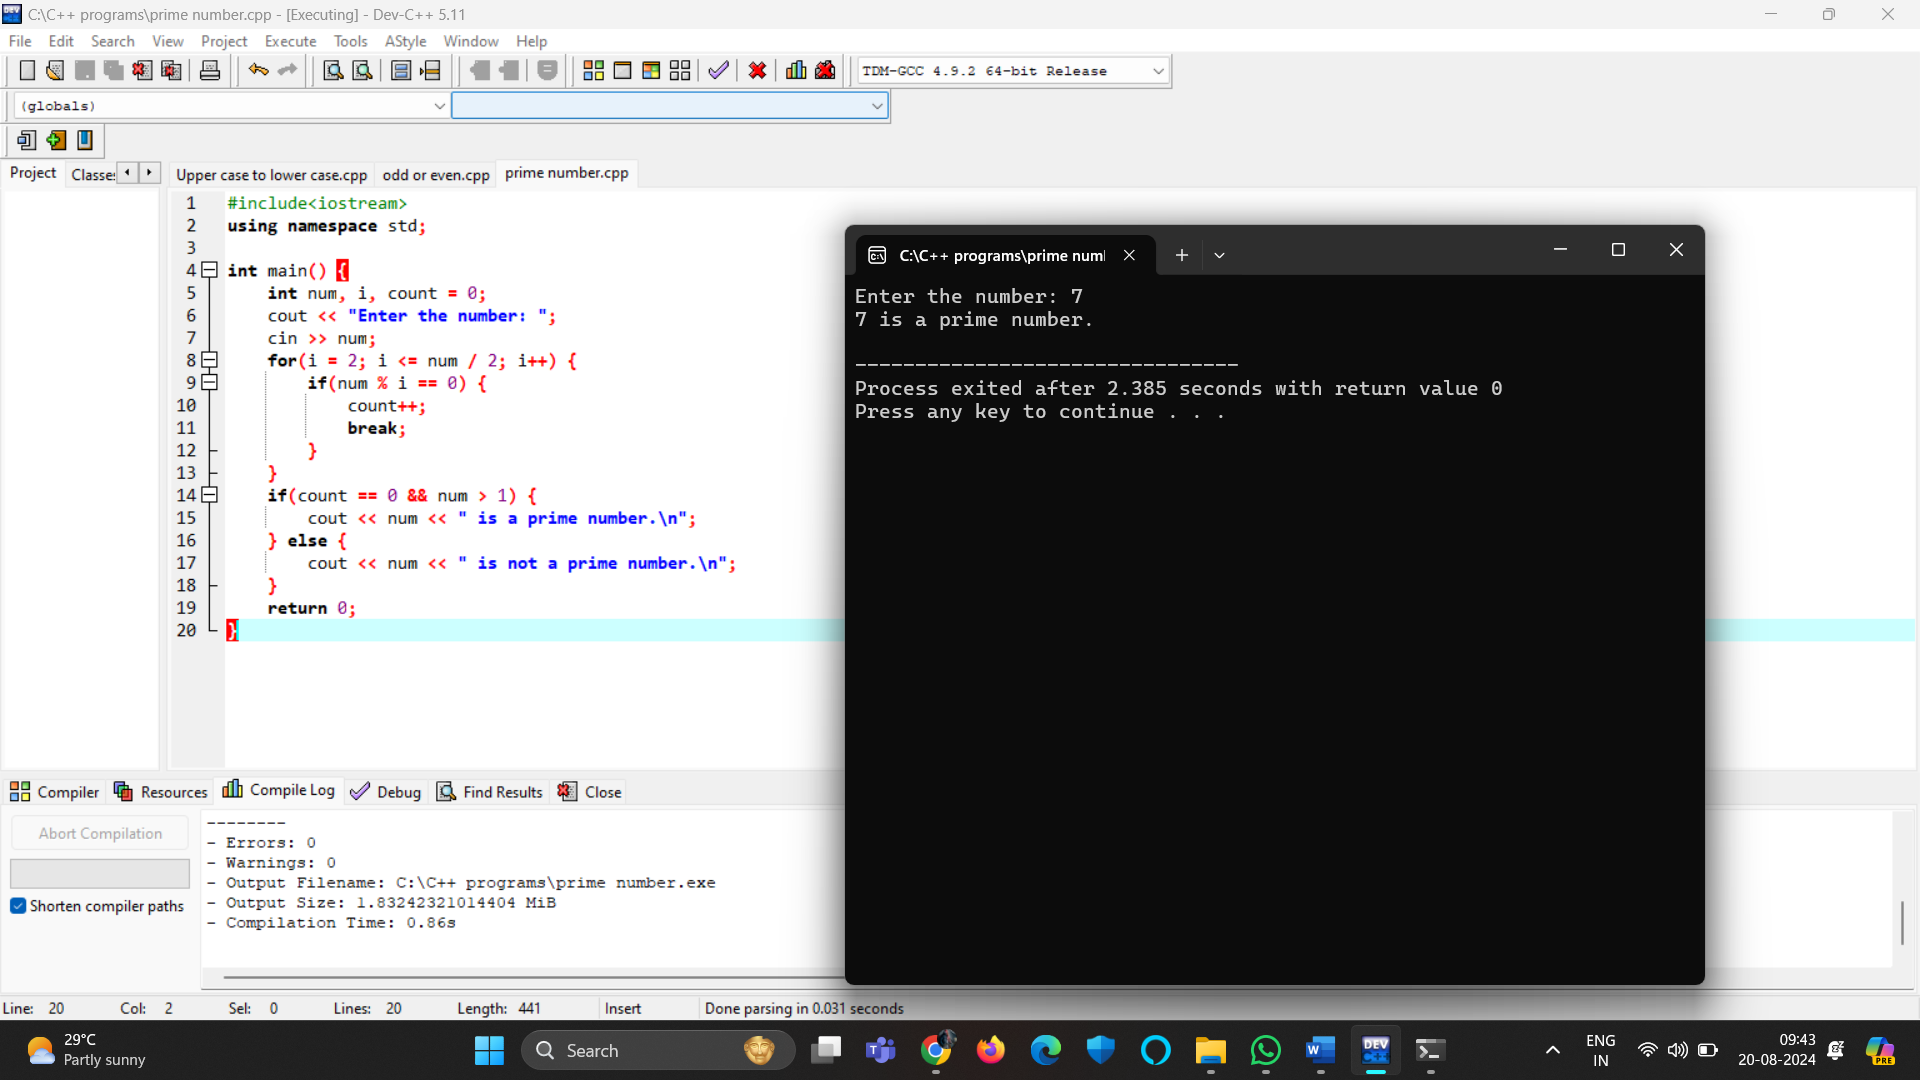 C:\C++ programs\prime number.cpp - [Executing] - Dev-C++ 5.11
File Edit Search View Project Execute Tools AStyle Window Help
TDM-GCC 4.9.2 64-bit Release
(globals)
Project Classes
Upper case to lower case.cpp odd or even.cpp prime number.cpp
1 #include<iostream>
2 using namespace std;
3
4 int main() {
5 int num, i, count = 0;
6 cout << "Enter the number: ";
7 cin >> num;
8 for(i = 2; i <= num / 2; i++) {
9 if(num % i == 0) {
10 count++;
11 break;
12 }
13 }
14 if(count == 0 && num > 1) {
15 cout << num << " is a prime number.\n";
16 } else {
17 cout << num << " is not a prime number.\n";
18 }
19 return 0;
20 }
C:\C++ programs\prime num
Enter the number: 7
7 is a prime number.
--------------------------------
Process exited after 2.385 seconds with return value 0
Press any key to continue . . .
Compiler Resources Compile Log Debug Find Results Close
Abort Compilation
Shorten compiler paths
--------
- Errors: 0
- Warnings: 0
- Output Filename: C:\C++ programs\prime number.exe
- Output Size: 1.83242321014404 MiB
- Compilation Time: 0.86s
Line: 20 Col: 2 Sel: 0 Lines: 20 Length: 441 Insert Done parsing in 0.031 seconds
29°C
Partly sunny
Search
DEV
C++
ENG
IN
09:43
20-08-2024
PRE